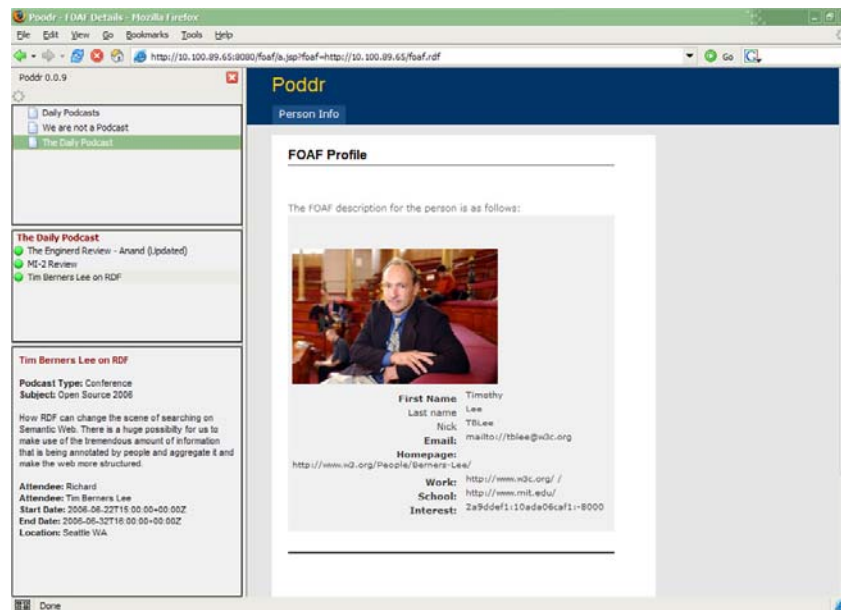 Poodr - FOAF Details - Mozilla Firefox
File Edit View Go Bookmarks Tools Help
http://10.100.89.65:8080/foaf/a.jsp?foaf=http://10.100.89.65/foaf.rdf
Go
Poddr 0.0.9
Daily Podcasts
We are not a Podcast
The Daily Podcast
The Daily Podcast
The Enginerd Review - Anand (Updated)
MI-2 Review
Tim Berners Lee on RDF
Tim Berners Lee on RDF
Podcast Type: Conference
Subject: Open Source 2006
How RDF can change the scene of searching on
Semantic Web. There is a huge possibilty for us to
make use of the tremendous amount of information
that is being annotated by people and aggregate it and
make the web more structured.
Attendee: Richard
Attendee: Tim Berners Lee
Start Date: 2006-06-22T15:00:00+00:00Z
End Date: 2006-06-32T16:00:00+00:00Z
Location: Seattle WA
Poddr
Person Info
FOAF Profile
The FOAF description for the person is as follows:
First Name Timothy
Last name Lee
Nick TBLee
Email: mailto://tblee@w3c.org
Homepage:
http://www.w3.org/People/Berners-Lee/
Work: http://www.w3c.org/ /
School: http://www.mit.edu/
Interest: 2a9ddef1:10ada06caf1:-8000
Done